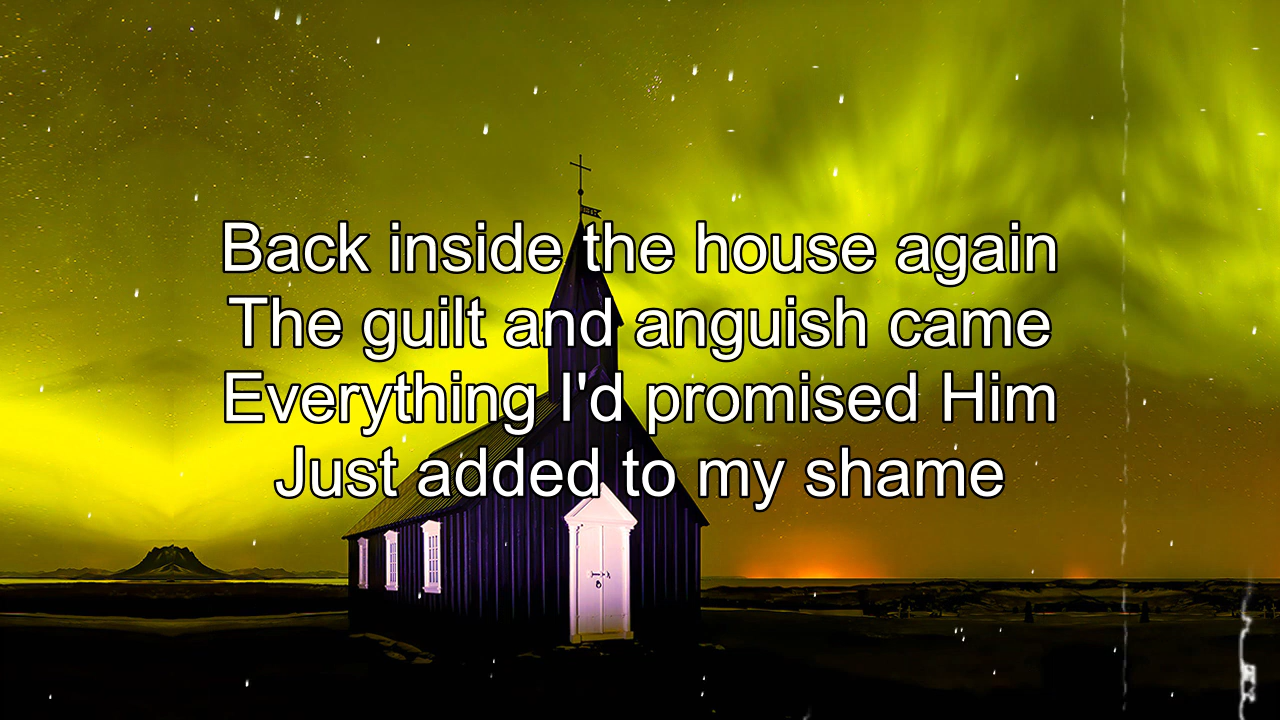 Back inside the house again
The guilt and anguish came
Everything I'd promised Him
Just added to my shame